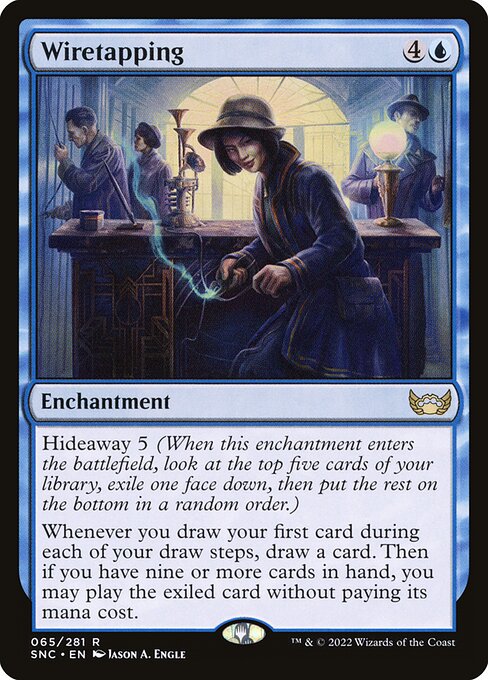 Wiretapping 4
Enchantment
Hideaway 5 (When this enchantment enters
the battlefield, look at the top five cards of your
library, exile one face down, then put the rest on
the bottom in a random order.)
Whenever you draw your first card during
each of your draw steps, draw a card. Then
if you have nine or more cards in hand, you
may play the exiled card without paying its
mana cost.
065/281 R
SNC • EN Jason A. Engle
™ & © 2022 Wizards of the Coast